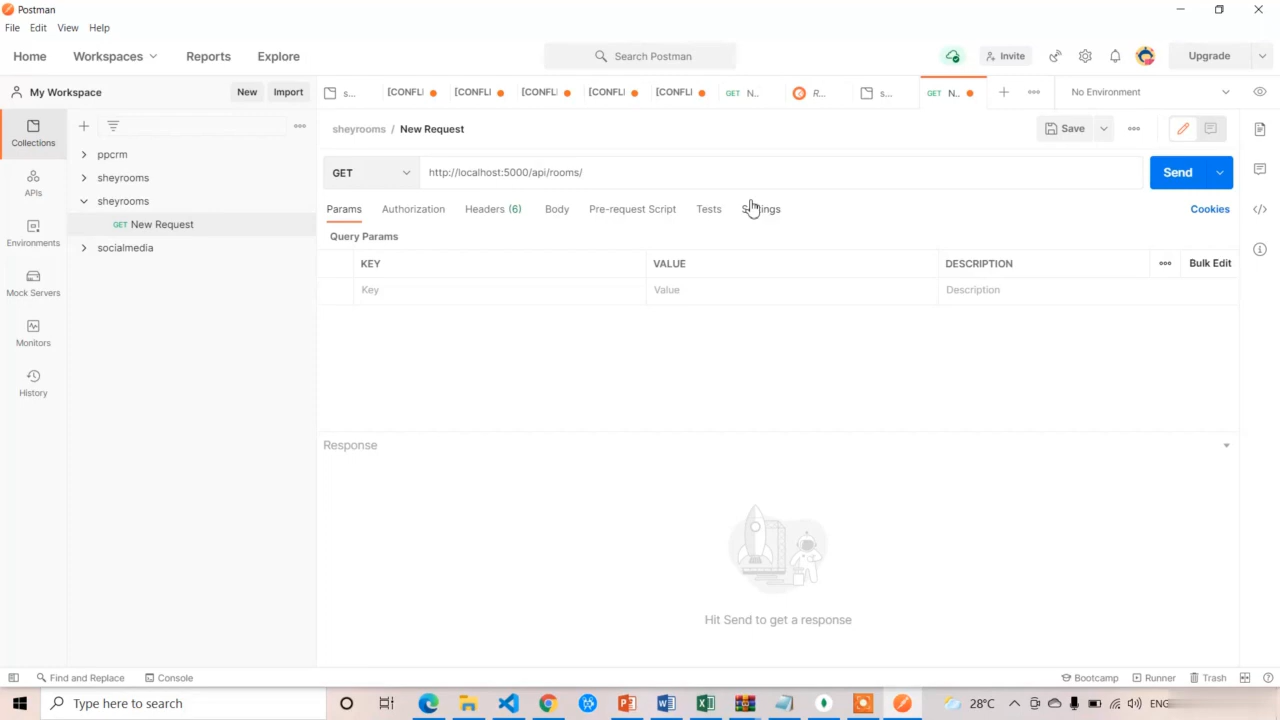 Postman
File Edit View Help
Home Workspaces Reports Explore Search Postman Invite Upgrade
My Workspace New Import s... [CONFLI [CONFLI [CONFLI [CONFLI [CONFLI GET N.. R... s... GET N.. No Environment
Collections
APIs
Environments
Mock Servers
Monitors
History
ppcrm
sheyrooms
sheyrooms
GET New Request
socialmedia
sheyrooms / New Request Save
GET http://localhost:5000/api/rooms/ Send
Params Authorization Headers (6) Body Pre-request Script Tests Settings Cookies
Query Params
KEY VALUE DESCRIPTION Bulk Edit
Key Value Description
Response
Hit Send to get a response
Find and Replace Console Bootcamp Runner Trash
Type here to search 28°C ENG